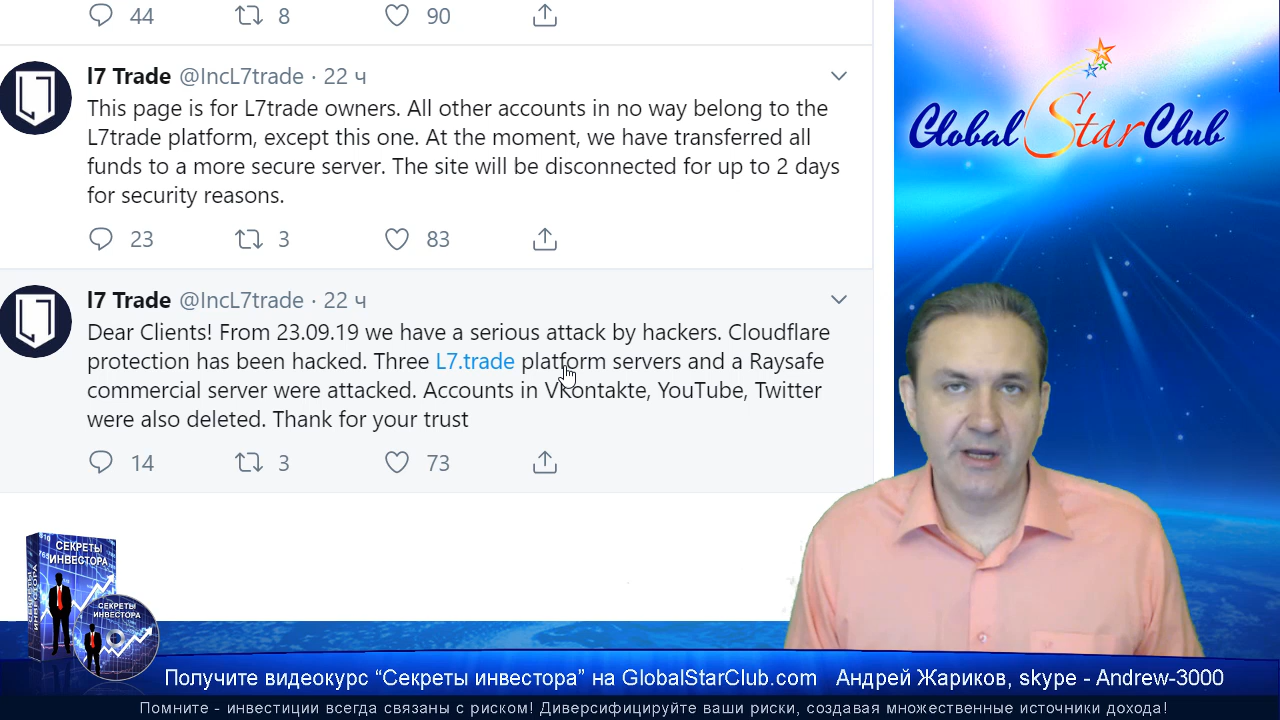 44 8 90
l7 Trade @IncL7trade · 22 ч
This page is for L7trade owners. All other accounts in no way belong to the
L7trade platform, except this one. At the moment, we have transferred all
funds to a more secure server. The site will be disconnected for up to 2 days
for security reasons.
23 3 83
l7 Trade @IncL7trade · 22 ч
Dear Clients! From 23.09.19 we have a serious attack by hackers. Cloudflare
protection has been hacked. Three L7.trade platform servers and a Raysafe
commercial server were attacked. Accounts in VKontakte, YouTube, Twitter
were also deleted. Thank for your trust
14 3 73
Global Star Club
СЕКРЕТЫ
ИНВЕСТОРА
СЕКРЕТЫ
ИНВЕСТОРА
Получите видеокурс “Секреты инвестора” на GlobalStarClub.com Андрей Жариков, skype - Andrew-3000
Помните - инвестиции всегда связаны с риском! Диверсифицируйте ваши риски, создавая множественные источники дохода!